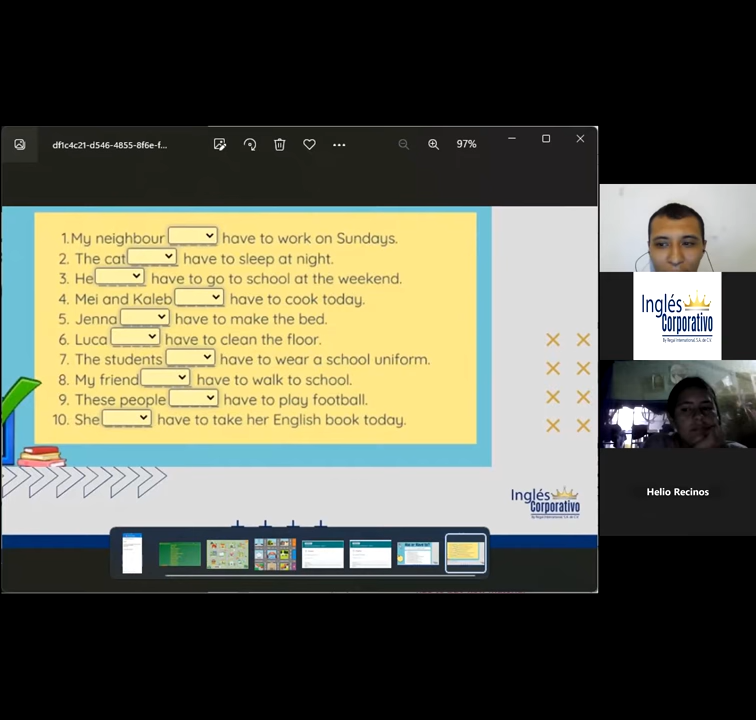 df1c4c21-d546-4855-8f6e-f...
97%
1.My neighbour have to work on Sundays.
2. The cat have to sleep at night.
3. He have to go to school at the weekend.
4. Mei and Kaleb have to cook today.
5. Jenna have to make the bed.
6. Luca have to clean the floor.
7. The students have to wear a school uniform.
8. My friend have to walk to school.
9. These people have to play football.
10. She have to take her English book today.
Inglés
Corporativo
Inglés
Corporativo
By Regal International, S.A. de C.V.
Helio Recinos